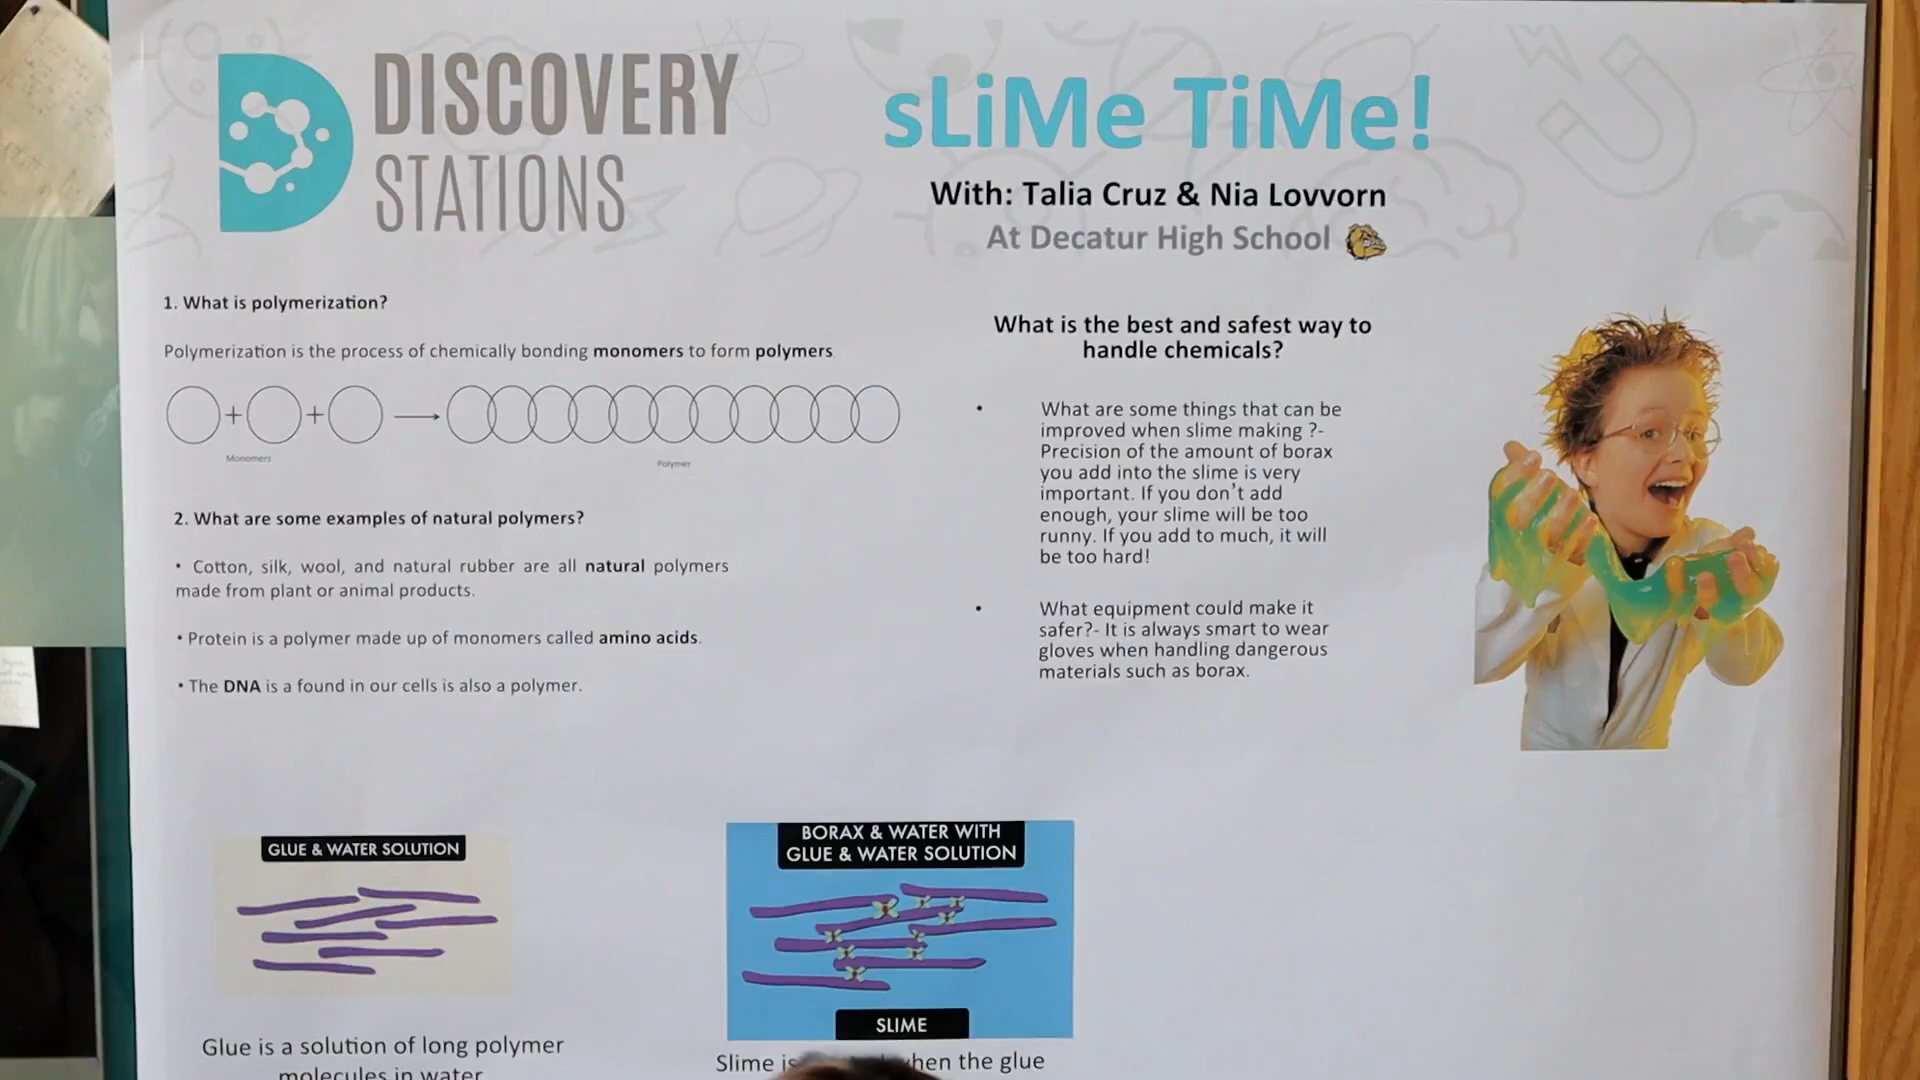 DISCOVERY
STATIONS
sLiMe TiMe!
With: Talia Cruz & Nia Lovvorn
At Decatur High School
1. What is polymerization?
Polymerization is the process of chemically bonding monomers to form polymers
+ +
Monomers
Polymer
2. What are some examples of natural polymers?
• Cotton, silk, wool, and natural rubber are all natural polymers
made from plant or animal products.
• Protein is a polymer made up of monomers called amino acids.
• The DNA is a found in our cells is also a polymer.
What is the best and safest way to
handle chemicals?
• What are some things that can be
improved when slime making ?-
Precision of the amount of borax
you add into the slime is very
important. If you don't add
enough, your slime will be too
runny. If you add to much, it will
be too hard!
• What equipment could make it
safer?- It is always smart to wear
gloves when handling dangerous
materials such as borax.
GLUE & WATER SOLUTION
Glue is a solution of long polymer
molecules in water
BORAX & WATER WITH
GLUE & WATER SOLUTION
SLIME
Slime is when the glue